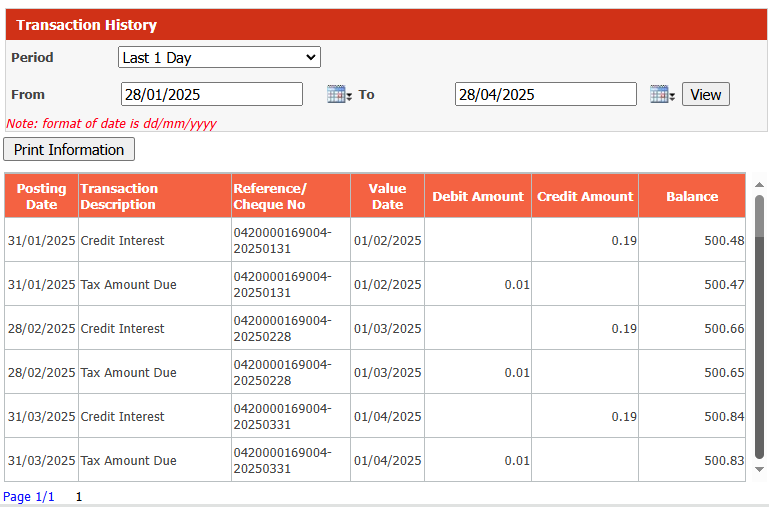 Transaction History
Period Last 1 Day
From 28/01/2025 To 28/04/2025 View
Note: format of date is dd/mm/yyyy
Print Information
Posting Date Transaction Description Reference/ Cheque No Value Date Debit Amount Credit Amount Balance
31/01/2025 Credit Interest 0420000169004-20250131 01/02/2025 0.19 500.48
31/01/2025 Tax Amount Due 0420000169004-20250131 01/02/2025 0.01 500.47
28/02/2025 Credit Interest 0420000169004-20250228 01/03/2025 0.19 500.66
28/02/2025 Tax Amount Due 0420000169004-20250228 01/03/2025 0.01 500.65
31/03/2025 Credit Interest 0420000169004-20250331 01/04/2025 0.19 500.84
31/03/2025 Tax Amount Due 0420000169004-20250331 01/04/2025 0.01 500.83
Page 1/1 1